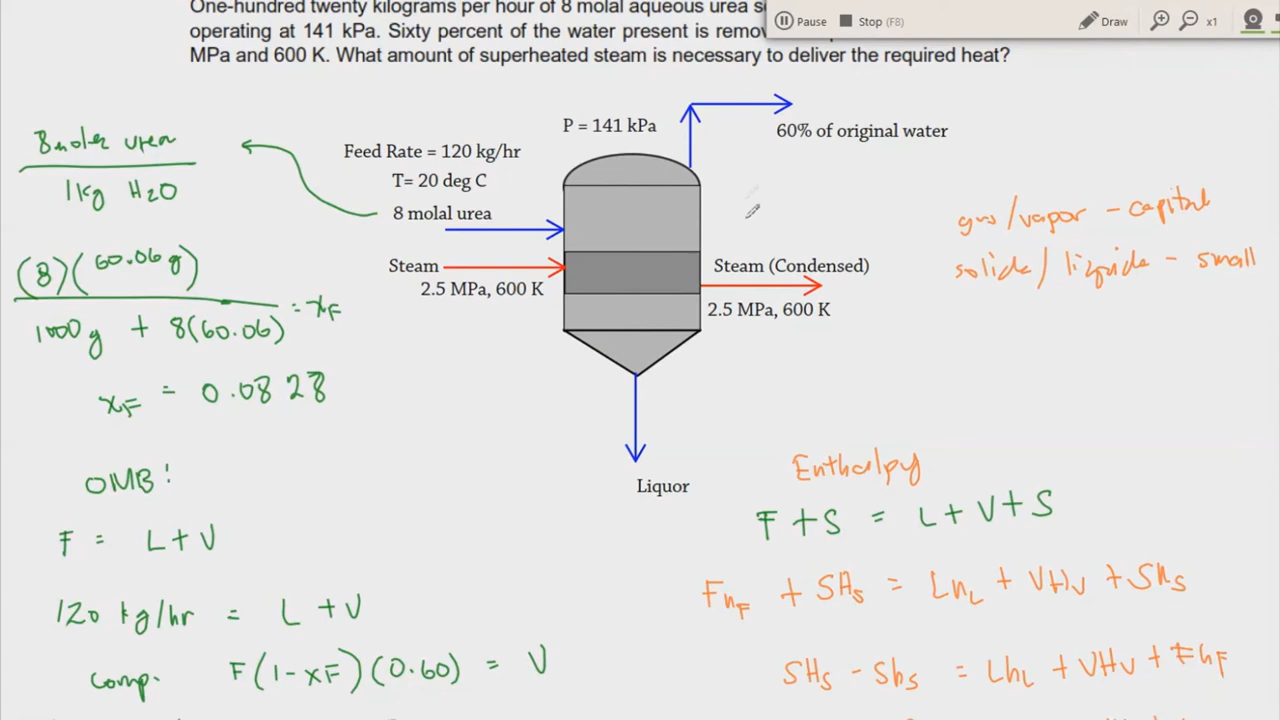 One-hundred twenty kilograms per hour of 8 molal aqueous urea s
operating at 141 kPa. Sixty percent of the water present is remov
MPa and 600 K. What amount of superheated steam is necessary to deliver the required heat?
Pause Stop (F8) Draw x1
P = 141 kPa
60% of original water
Feed Rate = 120 kg/hr
T= 20 deg C
8 molal urea
Steam
2.5 MPa, 600 K
Steam (Condensed)
2.5 MPa, 600 K
Liquor
8 moles urea
1 kg H2O
(8)(60.06 g)
1000 g + 8(60.06) = xF
xF = 0.0828
OMB:
F = L + V
120 kg/hr = L + V
comp. F(1-xF)(0.60) = V
gas/vapor - capital
solids/liquids - small
Enthalpy
F + S = L + V + S
FhF + SHS = LhL + VHV + ShS
SHS - ShS = LhL + VHV + FhF